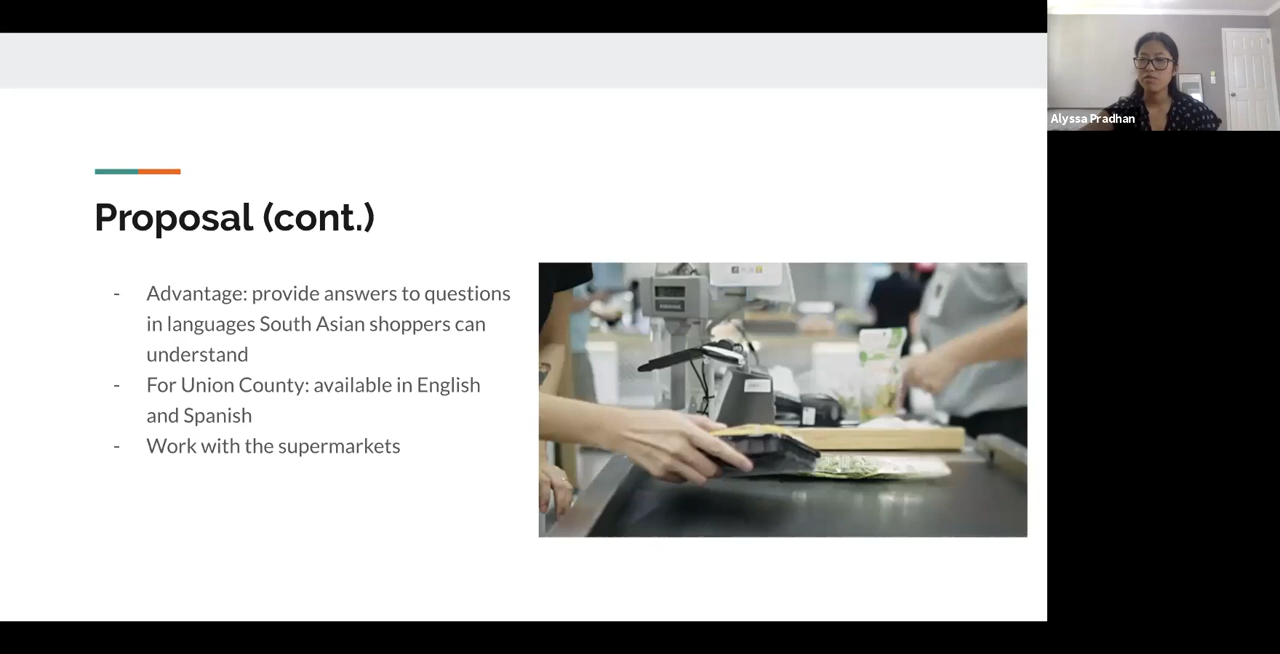 Alyssa Pradhan
Proposal (cont.)
- Advantage: provide answers to questions
in languages South Asian shoppers can
understand
- For Union County: available in English
and Spanish
- Work with the supermarkets